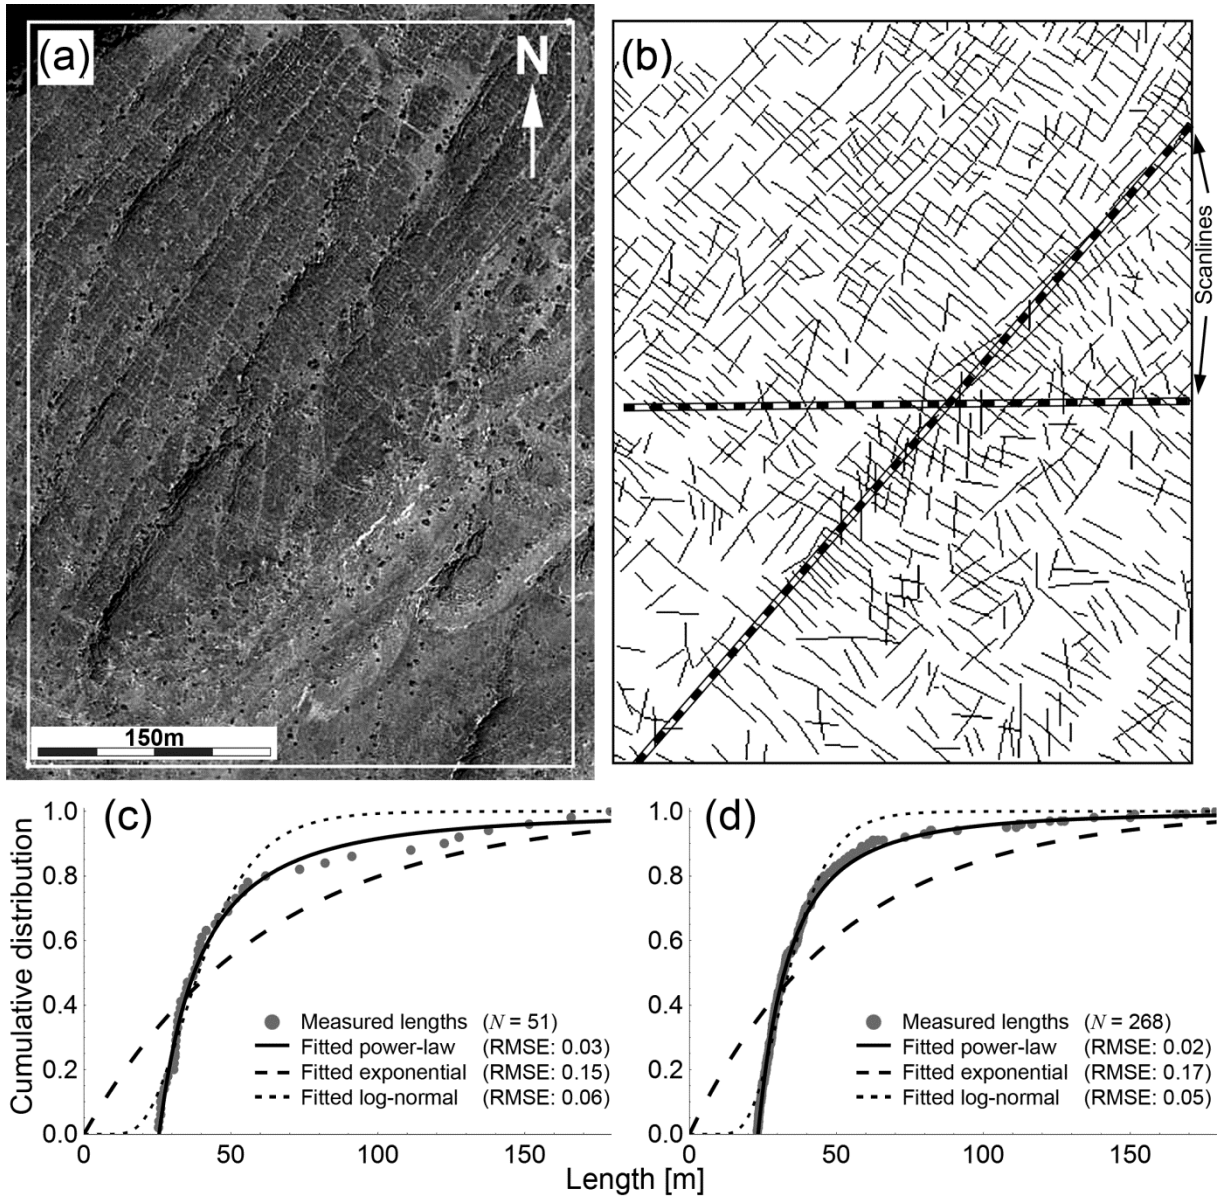 (a)
N
150m
(b)
Scanlines
(c)
Cumulative distribution
1.0
0.8
0.6
0.4
0.2
0.0
0
50
100
150
Measured lengths (N = 51)
Fitted power-law (RMSE: 0.03)
Fitted exponential (RMSE: 0.15)
Fitted log-normal (RMSE: 0.06)
(d)
1.0
0.8
0.6
0.4
0.2
0.0
0
50
100
150
Measured lengths (N = 268)
Fitted power-law (RMSE: 0.02)
Fitted exponential (RMSE: 0.17)
Fitted log-normal (RMSE: 0.05)
Length [m]